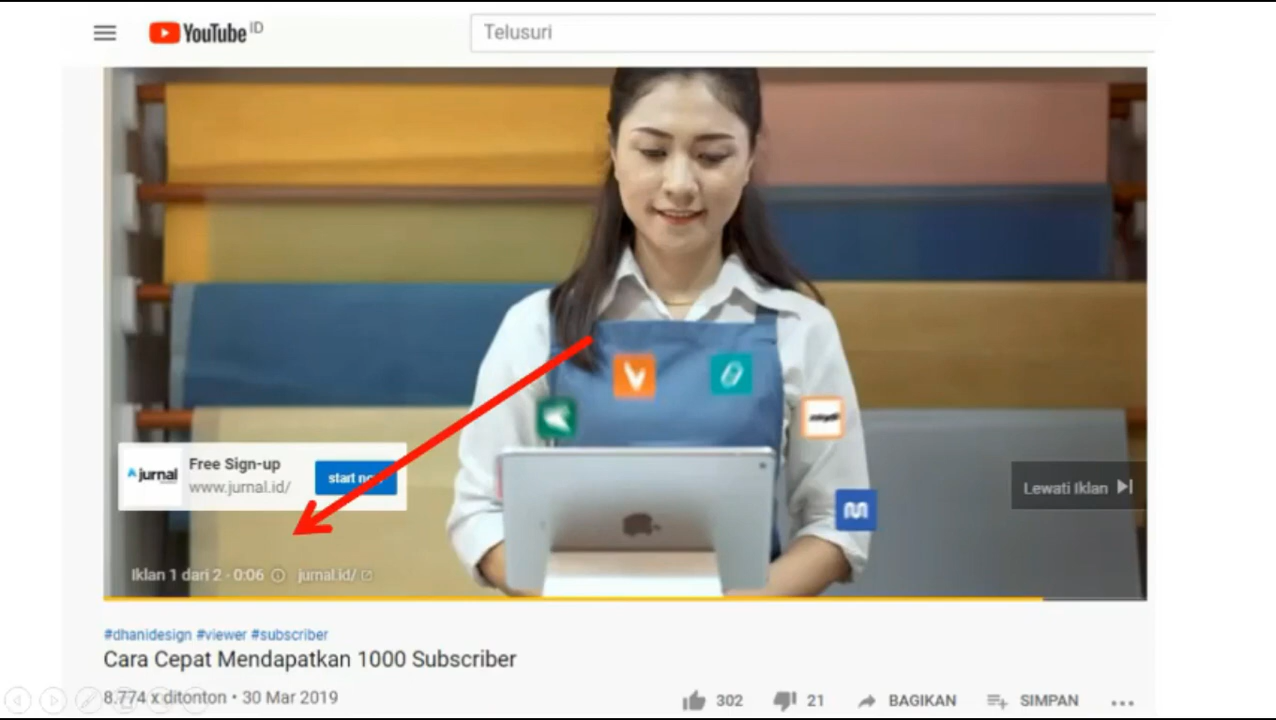 YouTube ID
Telusuri
jurnal
Free Sign-up
www.jurnal.id/
start
Lewati Iklan
Iklan 1 dari 2 - 0:06
jurnal.id/
#dhanidesign #viewer #subscriber
Cara Cepat Mendapatkan 1000 Subscriber
8.774 x ditonton • 30 Mar 2019
302
21
BAGIKAN
SIMPAN